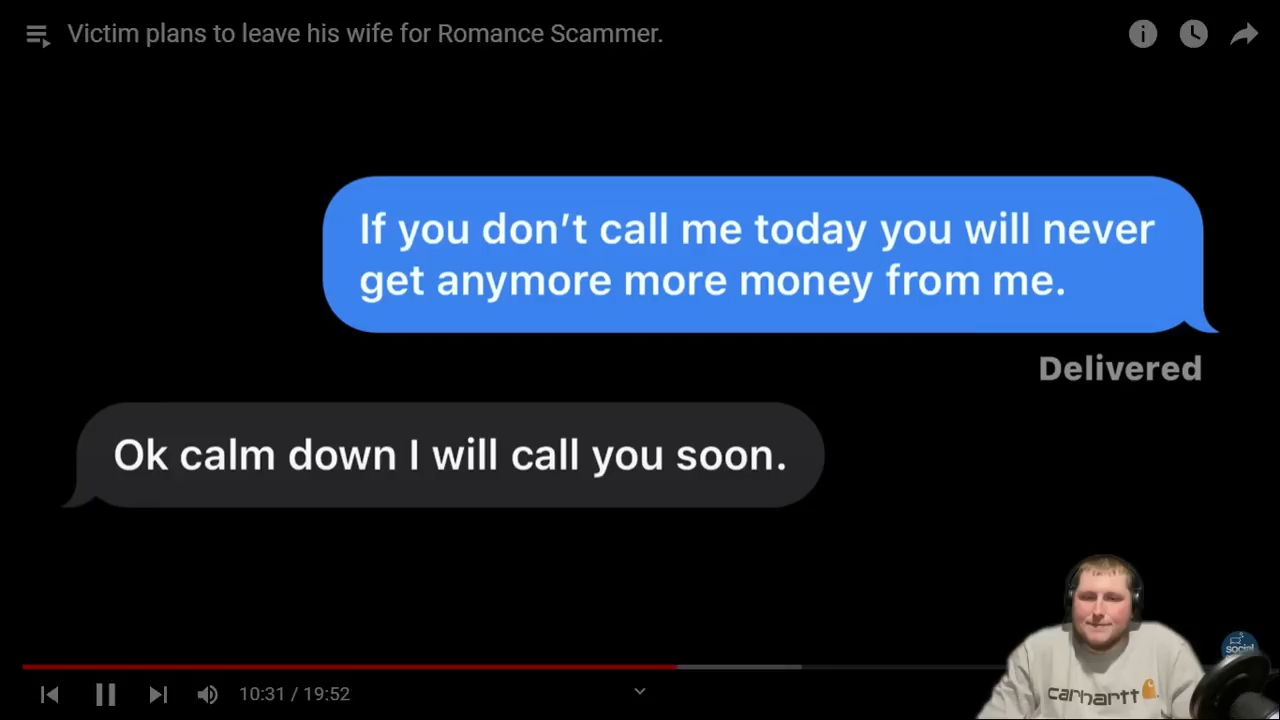 Victim plans to leave his wife for Romance Scammer.
If you don’t call me today you will never
get anymore more money from me.
Delivered
Ok calm down I will call you soon.
social
carhartt
10:31 / 19:52